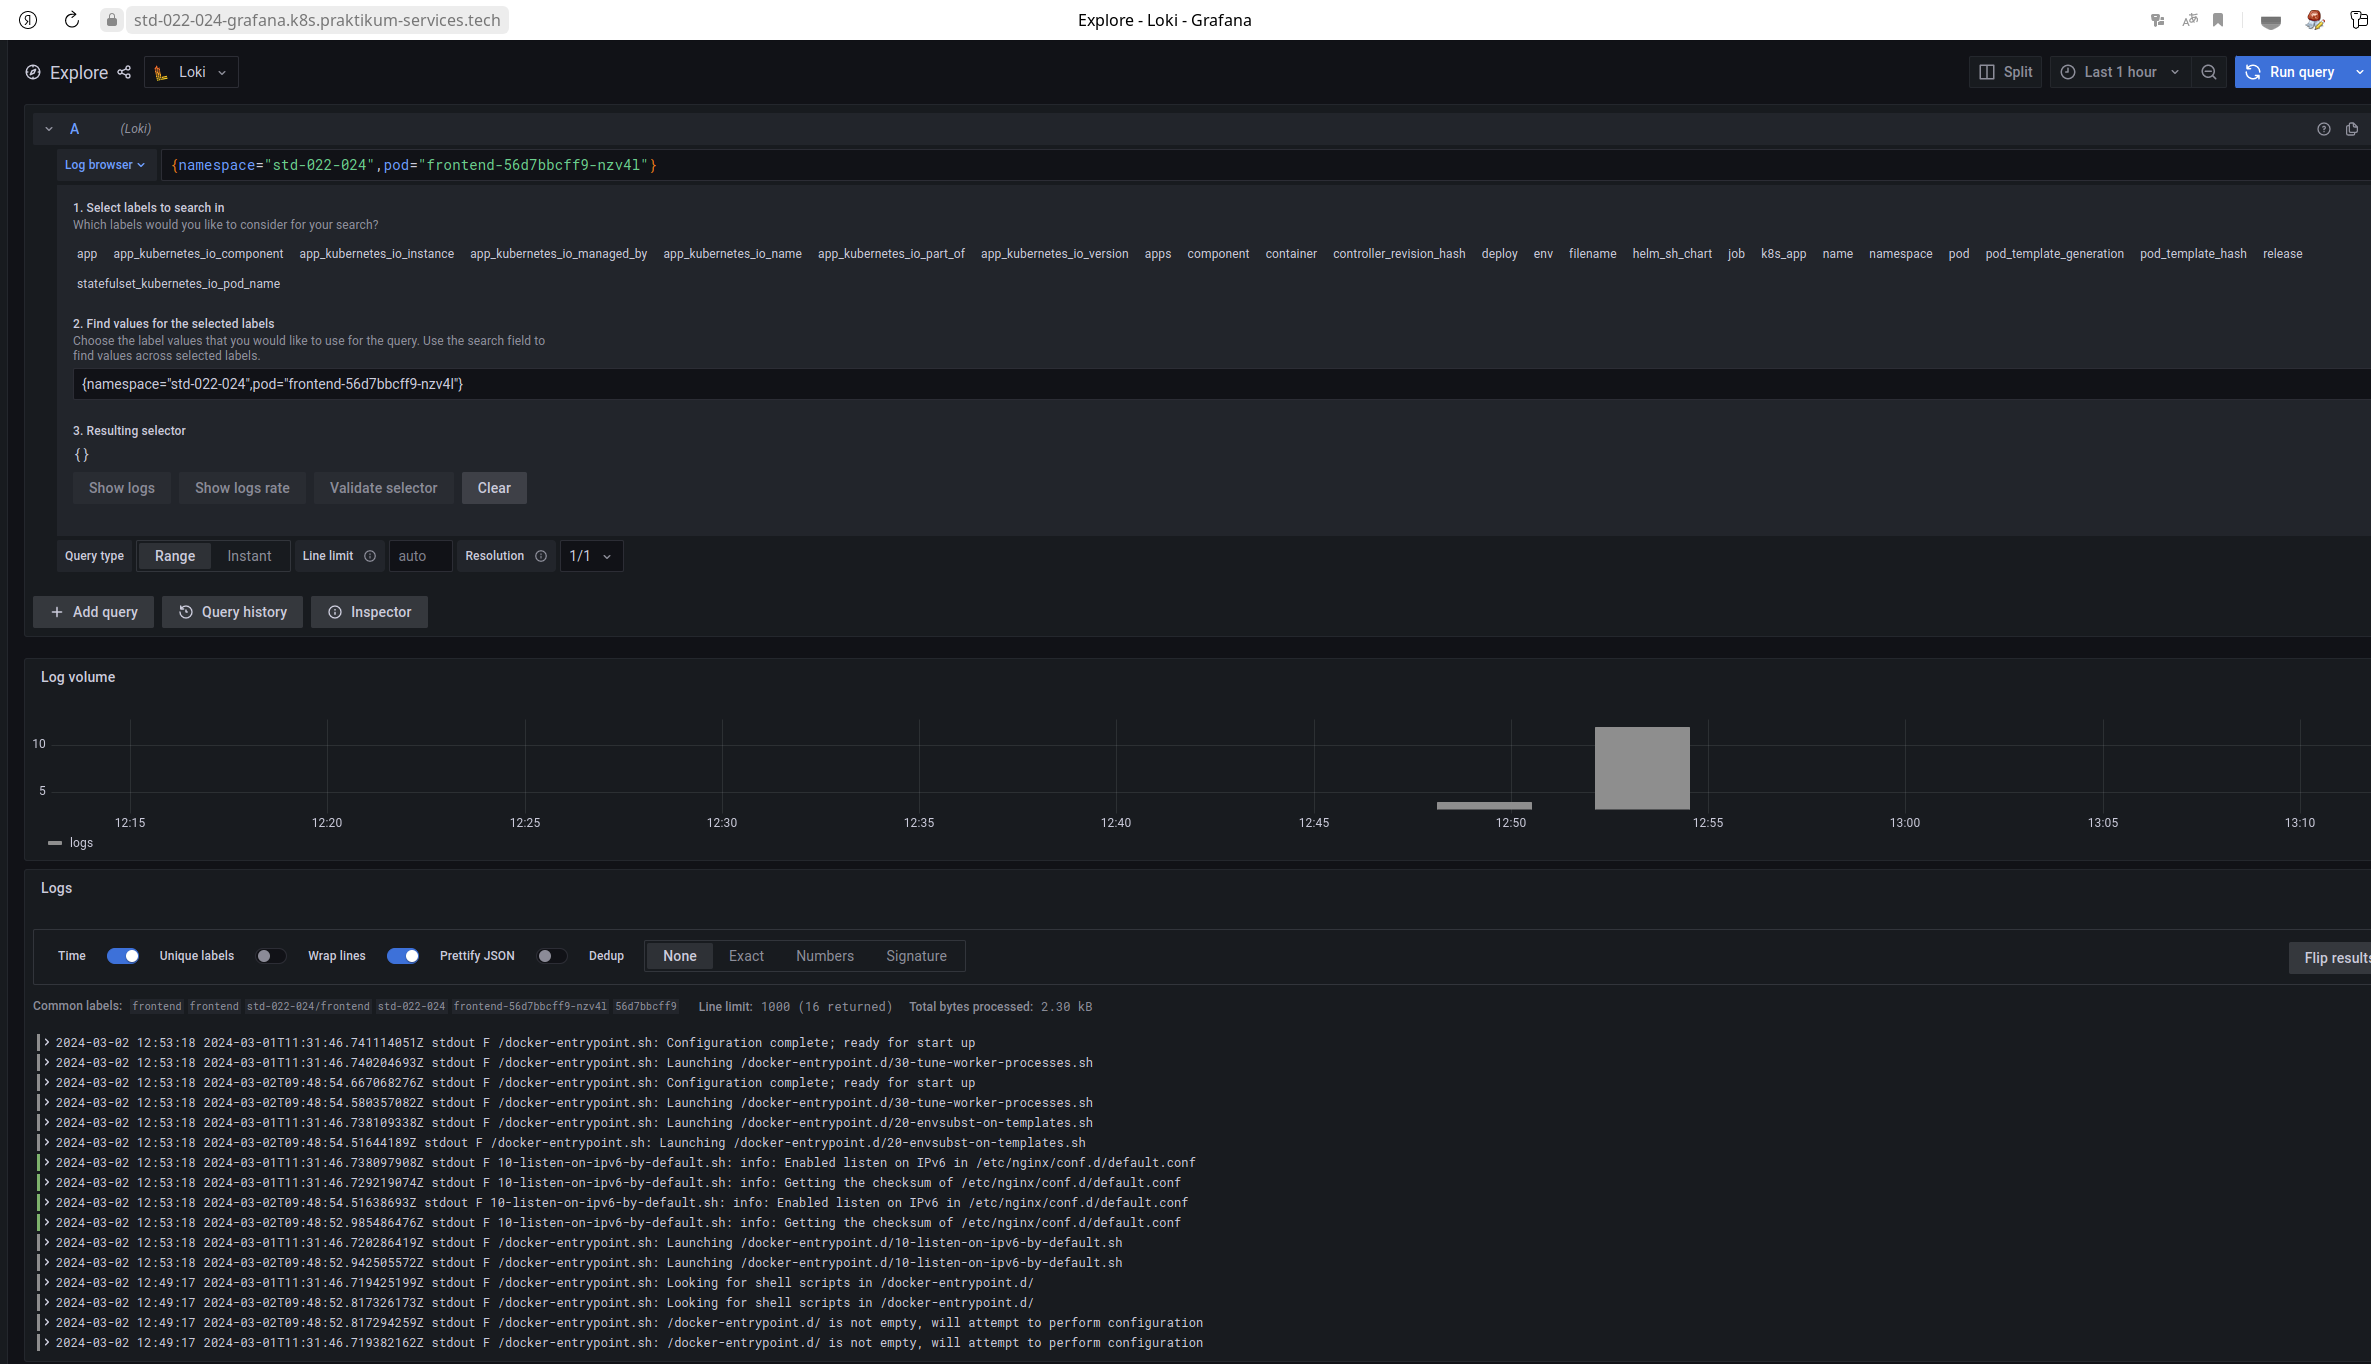 std-022-024-grafana.k8s.praktikum-services.tech
Explore - Loki - Grafana
Explore
Loki
Split
Last 1 hour
Run query
A
(Loki)
Log browser
{namespace="std-022-024",pod="frontend-56d7bbcff9-nzv4l"}
1. Select labels to search in
Which labels would you like to consider for your search?
app app_kubernetes_io_component app_kubernetes_io_instance app_kubernetes_io_managed_by app_kubernetes_io_name app_kubernetes_io_part_of app_kubernetes_io_version apps component container controller_revision_hash deploy env filename helm_sh_chart job k8s_app name namespace pod pod_template_generation pod_template_hash release
statefulset_kubernetes_io_pod_name
2. Find values for the selected labels
Choose the label values that you would like to use for the query. Use the search field to
find values across selected labels.
{namespace="std-022-024",pod="frontend-56d7bbcff9-nzv4l"}
3. Resulting selector
{}
Show logs Show logs rate Validate selector Clear
Query type Range Instant Line limit auto Resolution 1/1
Add query Query history Inspector
Log volume
10
5
12:15 12:20 12:25 12:30 12:35 12:40 12:45 12:50 12:55 13:00 13:05 13:10
logs
Logs
Time Unique labels Wrap lines Prettify JSON Dedup None Exact Numbers Signature
Flip results
Common labels: frontend frontend std-022-024/frontend std-022-024 frontend-56d7bbcff9-nzv4l 56d7bbcff9 Line limit: 1000 (16 returned) Total bytes processed: 2.30 kB
2024-03-02 12:53:18 2024-03-01T11:31:46.741114051Z stdout F /docker-entrypoint.sh: Configuration complete; ready for start up
2024-03-02 12:53:18 2024-03-01T11:31:46.740204693Z stdout F /docker-entrypoint.sh: Launching /docker-entrypoint.d/30-tune-worker-processes.sh
2024-03-02 12:53:18 2024-03-02T09:48:54.667068276Z stdout F /docker-entrypoint.sh: Configuration complete; ready for start up
2024-03-02 12:53:18 2024-03-02T09:48:54.580357082Z stdout F /docker-entrypoint.sh: Launching /docker-entrypoint.d/30-tune-worker-processes.sh
2024-03-02 12:53:18 2024-03-01T11:31:46.738109338Z stdout F /docker-entrypoint.sh: Launching /docker-entrypoint.d/20-envsubst-on-templates.sh
2024-03-02 12:53:18 2024-03-02T09:48:54.51644189Z stdout F /docker-entrypoint.sh: Launching /docker-entrypoint.d/20-envsubst-on-templates.sh
2024-03-02 12:53:18 2024-03-01T11:31:46.738097908Z stdout F 10-listen-on-ipv6-by-default.sh: info: Enabled listen on IPv6 in /etc/nginx/conf.d/default.conf
2024-03-02 12:53:18 2024-03-01T11:31:46.729219074Z stdout F 10-listen-on-ipv6-by-default.sh: info: Getting the checksum of /etc/nginx/conf.d/default.conf
2024-03-02 12:53:18 2024-03-02T09:48:54.51638693Z stdout F 10-listen-on-ipv6-by-default.sh: info: Enabled listen on IPv6 in /etc/nginx/conf.d/default.conf
2024-03-02 12:53:18 2024-03-02T09:48:52.985486476Z stdout F 10-listen-on-ipv6-by-default.sh: info: Getting the checksum of /etc/nginx/conf.d/default.conf
2024-03-02 12:53:18 2024-03-01T11:31:46.720286419Z stdout F /docker-entrypoint.sh: Launching /docker-entrypoint.d/10-listen-on-ipv6-by-default.sh
2024-03-02 12:53:18 2024-03-02T09:48:52.942505572Z stdout F /docker-entrypoint.sh: Launching /docker-entrypoint.d/10-listen-on-ipv6-by-default.sh
2024-03-02 12:49:17 2024-03-01T11:31:46.719425199Z stdout F /docker-entrypoint.sh: Looking for shell scripts in /docker-entrypoint.d/
2024-03-02 12:49:17 2024-03-02T09:48:52.817326173Z stdout F /docker-entrypoint.sh: Looking for shell scripts in /docker-entrypoint.d/
2024-03-02 12:49:17 2024-03-02T09:48:52.817294259Z stdout F /docker-entrypoint.sh: /docker-entrypoint.d/ is not empty, will attempt to perform configuration
2024-03-02 12:49:17 2024-03-01T11:31:46.719382162Z stdout F /docker-entrypoint.sh: /docker-entrypoint.d/ is not empty, will attempt to perform configuration